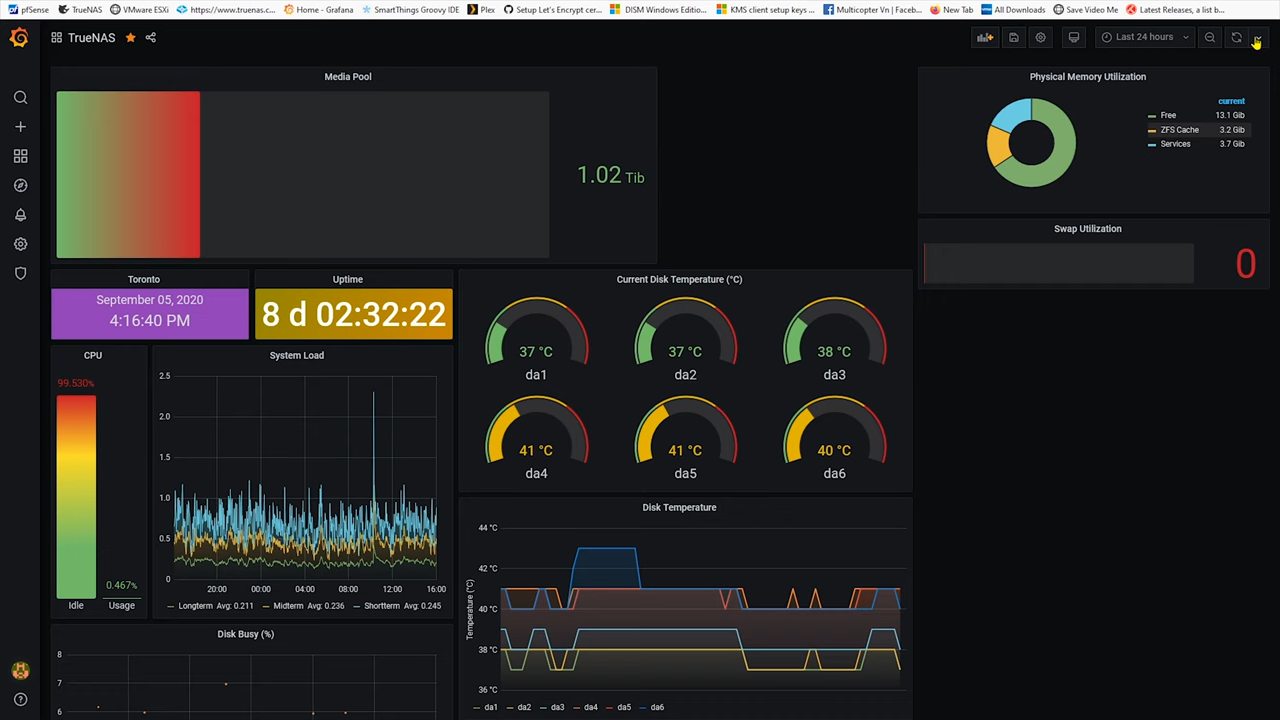 pfSense TrueNAS VMware ESXi https://www.truenas.c... Home - Grafana SmartThings Groovy IDE Plex Setup Let's Encrypt cer... DISM Windows Editio... KMS client setup keys ... Multicopter Vn | Faceb... New Tab All Downloads Save Video Me Latest Releases, a list b...
TrueNAS
Last 24 hours
Media Pool
1.02 Tib
Physical Memory Utilization
current
Free 13.1 Gib
ZFS Cache 3.2 Gib
Services 3.7 Gib
Swap Utilization
0
Toronto
September 05, 2020
4:16:40 PM
Uptime
8 d 02:32:22
Current Disk Temperature (°C)
37 °C 37 °C 38 °C
da1 da2 da3
41 °C 41 °C 40 °C
da4 da5 da6
CPU
99.530%
0.467%
Idle Usage
System Load
2.5
2.0
1.5
1.0
0.5
0
20:00 00:00 04:00 08:00 12:00 16:00
Longterm Avg: 0.211 Midterm Avg: 0.236 Shortterm Avg: 0.245
Disk Temperature
Temperature (°C)
44 °C
42 °C
40 °C
38 °C
36 °C
da1 da2 da3 da4 da5 da6
Disk Busy (%)
8
7
6